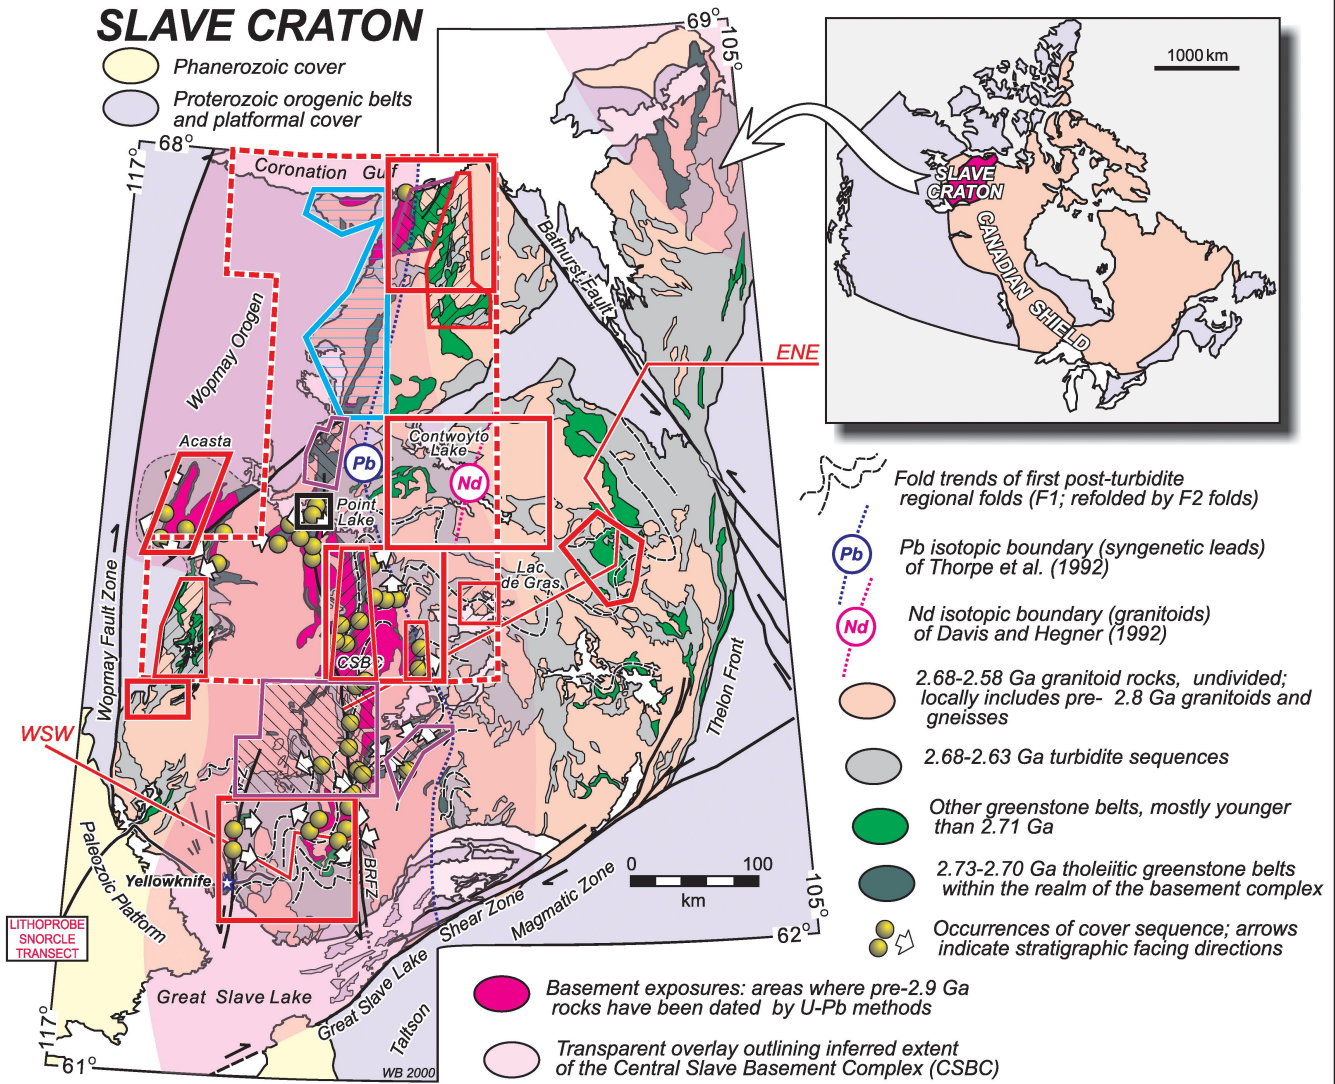 SLAVE CRATON
Phanerozoic cover
Proterozoic orogenic belts
and platformal cover
69°
105°
68°
117°
Coronation Gulf
1000 km
SLAVE
CRATON
CANADIAN SHIELD
Bathurst Fault
Wopmay Orogen
ENE
Acasta
Contwoyto
Lake
Pb
Nd
Point
Lake
Lac
de Gras
Wopmay Fault Zone
CSBC
Thelon Front
WSW
Yellowknife
BRFZ
Paleozoic Platform
LITHOPROBE
SNORCLE
TRANSECT
0 100
km
Shear Zone
Magmatic Zone
105°
62°
Great Slave Lake
Great Slave Lake
Taltson
117°
61°
WB 2000
Fold trends of first post-turbidite
regional folds (F1; refolded by F2 folds)
Pb
Pb isotopic boundary (syngenetic leads)
of Thorpe et al. (1992)
Nd
Nd isotopic boundary (granitoids)
of Davis and Hegner (1992)
2.68-2.58 Ga granitoid rocks, undivided;
locally includes pre- 2.8 Ga granitoids and
gneisses
2.68-2.63 Ga turbidite sequences
Other greenstone belts, mostly younger
than 2.71 Ga
2.73-2.70 Ga tholeiitic greenstone belts
within the realm of the basement complex
Occurrences of cover sequence; arrows
indicate stratigraphic facing directions
Basement exposures: areas where pre-2.9 Ga
rocks have been dated by U-Pb methods
Transparent overlay outlining inferred extent
of the Central Slave Basement Complex (CSBC)